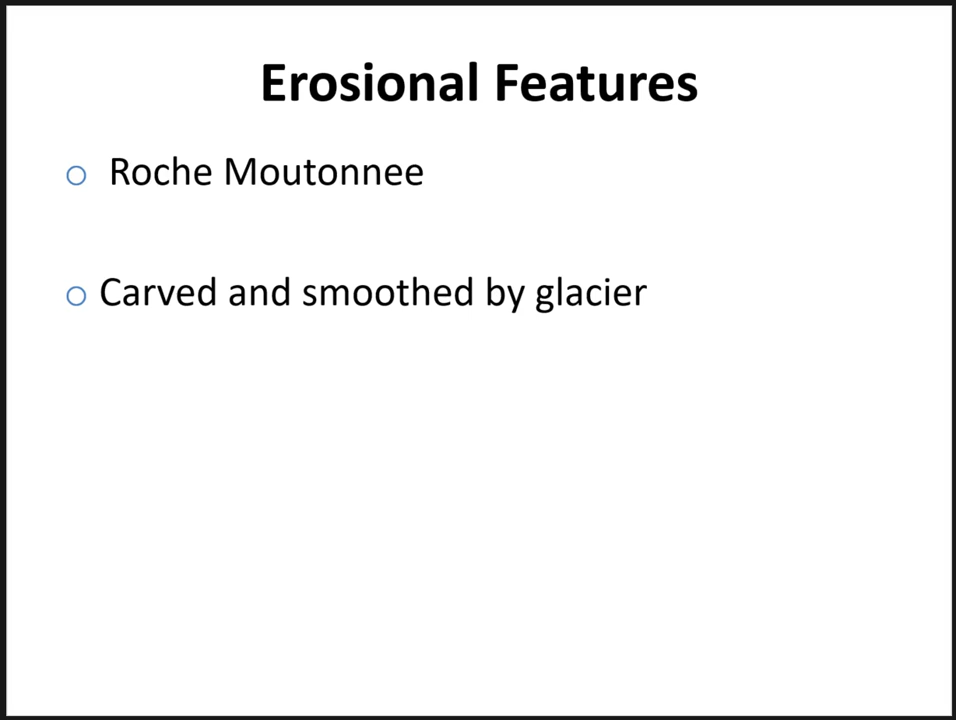 Erosional Features
Roche Moutonnee
Carved and smoothed by glacier